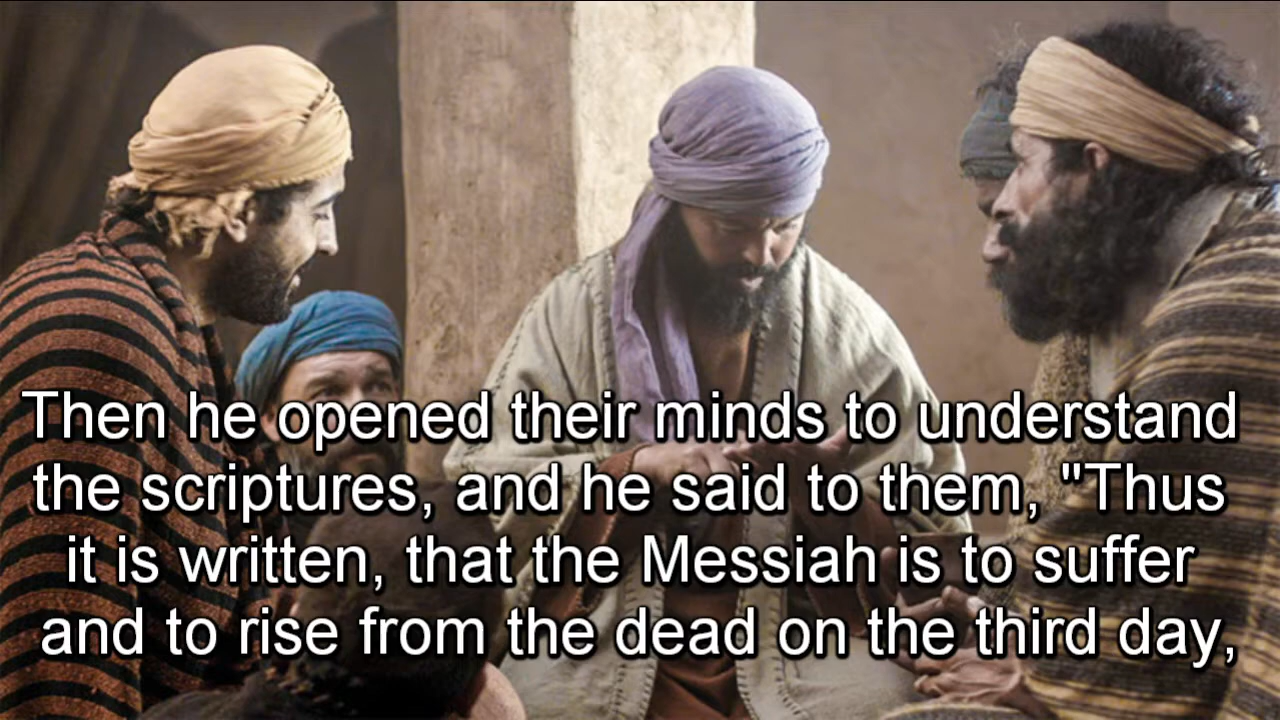 Then he opened their minds to understand
the scriptures, and he said to them, "Thus
it is written, that the Messiah is to suffer
and to rise from the dead on the third day,